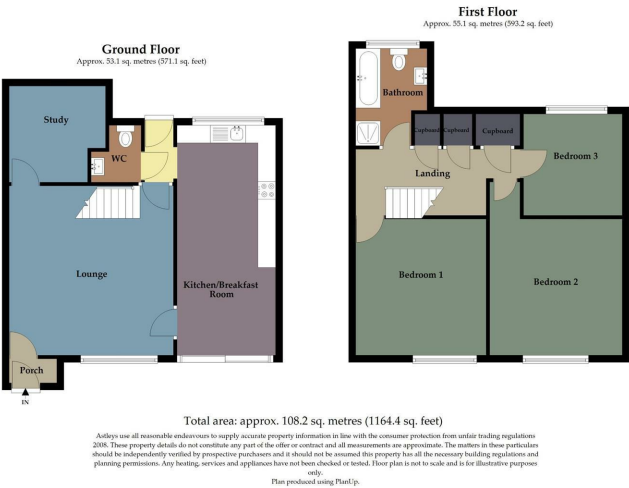 Ground Floor
Approx. 53.1 sq. metres (571.1 sq. feet)
Study
WC
Lounge
Kitchen/Breakfast
Room
Porch
IN
First Floor
Approx. 55.1 sq. metres (593.2 sq. feet)
Bathroom
Cupboard
Cupboard
Cupboard
Landing
Bedroom 3
Bedroom 1
Bedroom 2
Total area: approx. 108.2 sq. metres (1164.4 sq. feet)
Astleys use all reasonable endeavours to supply accurate property information in line with the consumer protection from unfair trading regulations
2008. These property details do not constitute any part of the offer or contract and all measurements are approximate. The matters in these particulars
should be independently verified by prospective purchasers and it should not be assumed this property has all the necessary building regulations and
planning permissions. Any heating, services and appliances have not been checked or tested. Floor plan is not to scale and is for illustrative purposes
only.
Plan produced using PlanUp.